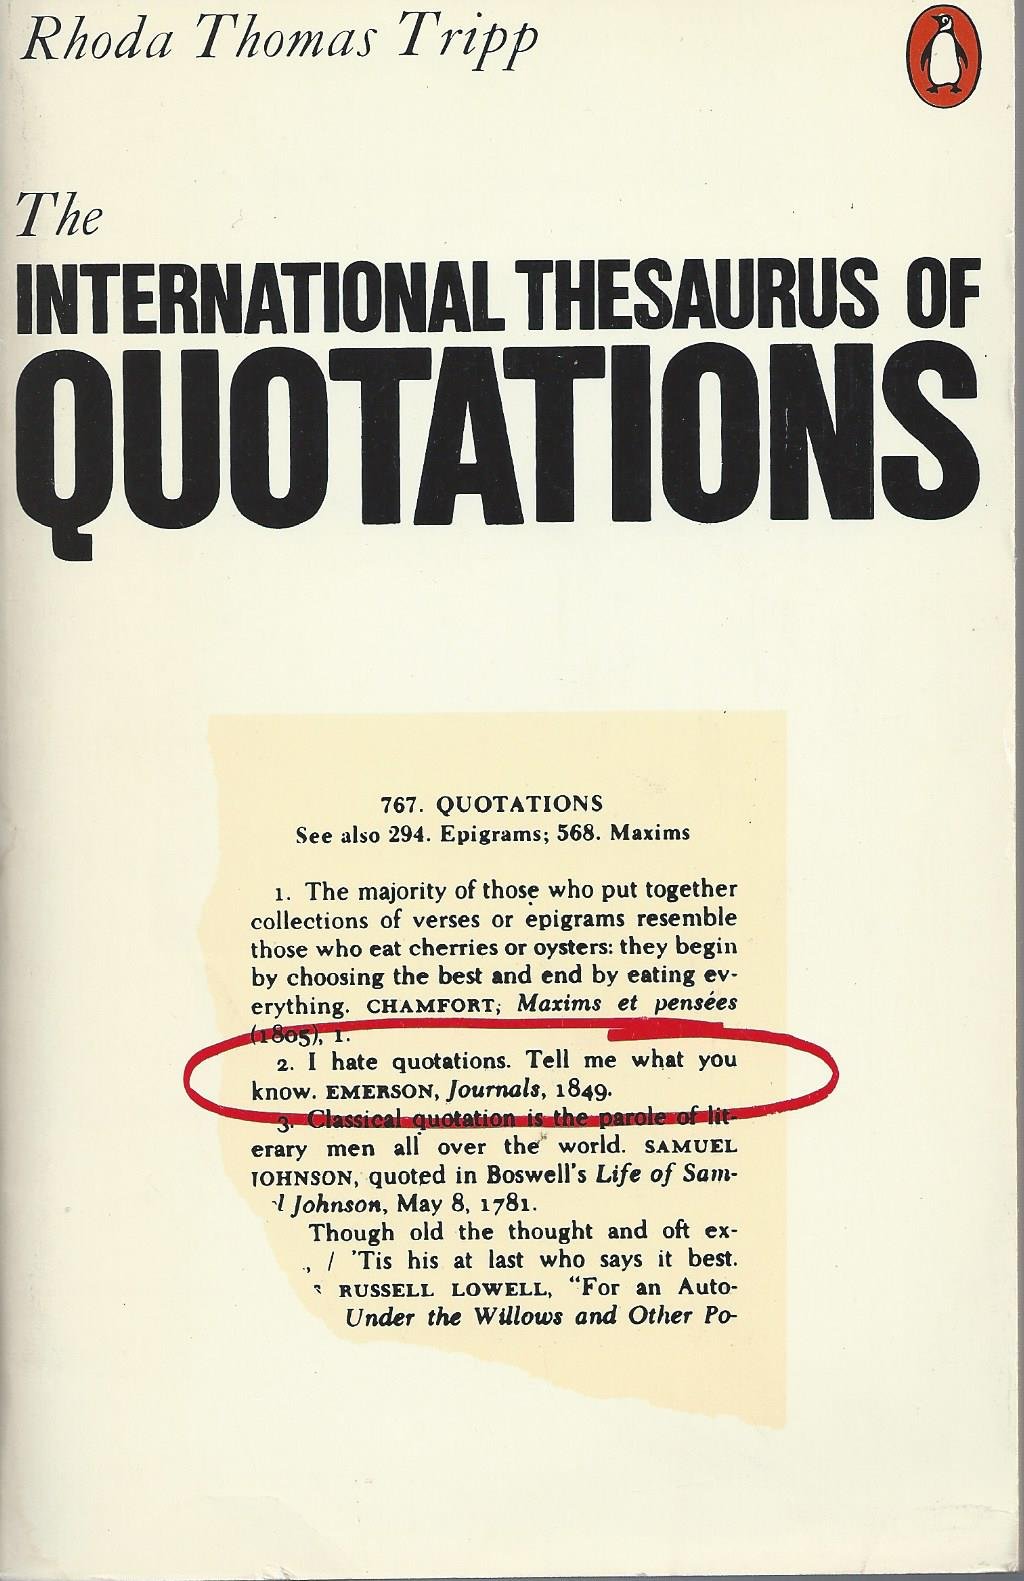 Rhoda Thomas Tripp
The
INTERNATIONAL THESAURUS OF
QUOTATIONS
767. QUOTATIONS
See also 294. Epigrams; 568. Maxims
1. The majority of those who put together
collections of verses or epigrams resemble
those who eat cherries or oysters: they begin
by choosing the best and end by eating ev-
erything. CHAMFORT, Maxims et pensées
(1805), 1.
2. I hate quotations. Tell me what you
know. EMERSON, Journals, 1849.
3. Classical quotation is the parole of lit-
erary men all over the world. SAMUEL
JOHNSON, quoted in Boswell's Life of Sam-
l Johnson, May 8, 1781.
Though old the thought and oft ex-
, / 'Tis his at last who says it best.
RUSSELL LOWELL, "For an Auto-
Under the Willows and Other Po-